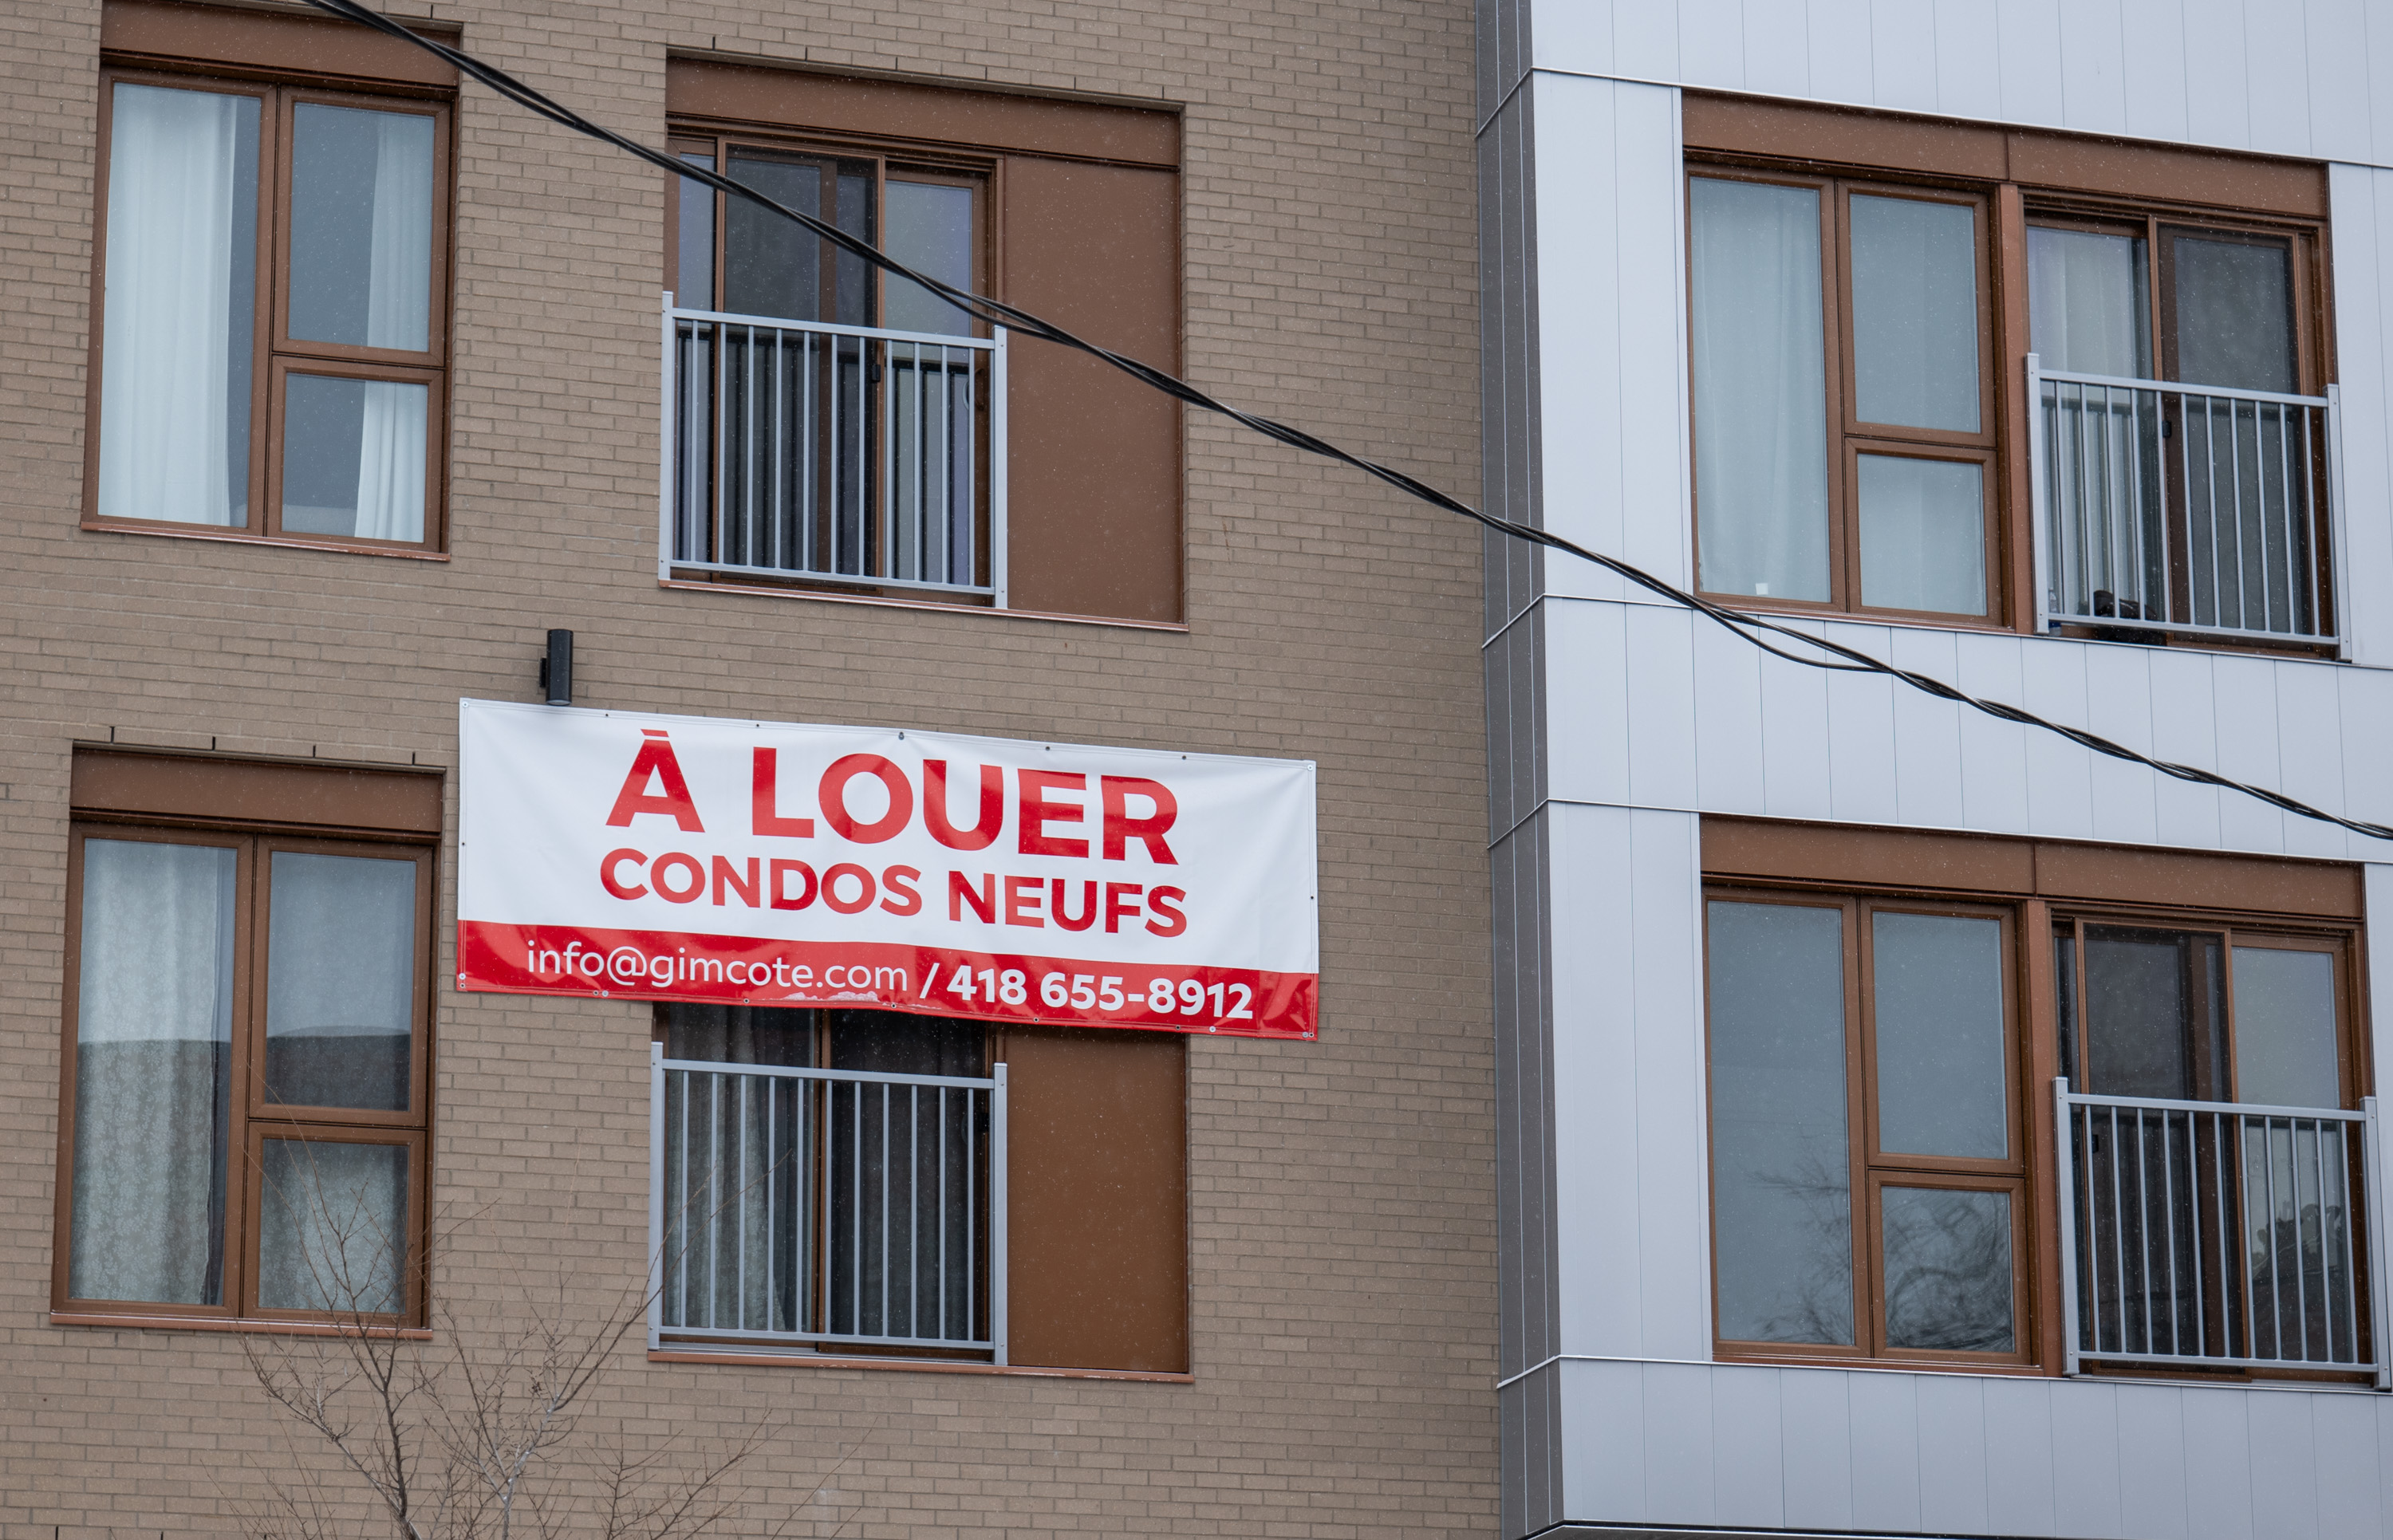 À LOUER
CONDOS NEUFS
info@gimcote.com / 418 655-8912